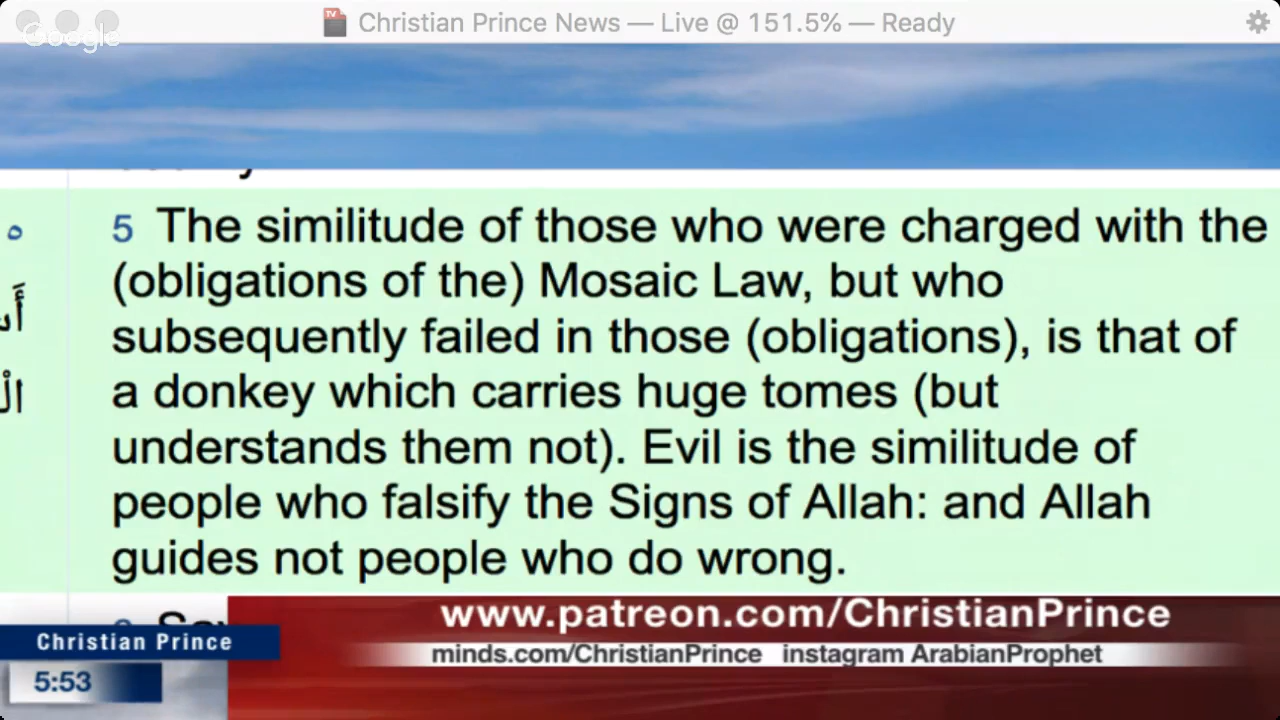 Christian Prince News — Live @ 151.5% — Ready
Google
5 The similitude of those who were charged with the
(obligations of the) Mosaic Law, but who
subsequently failed in those (obligations), is that of
a donkey which carries huge tomes (but
understands them not). Evil is the similitude of
people who falsify the Signs of Allah: and Allah
guides not people who do wrong.
٥
www.patreon.com/ChristianPrince
Christian Prince
minds.com/ChristianPrince instagram ArabianProphet
5:53